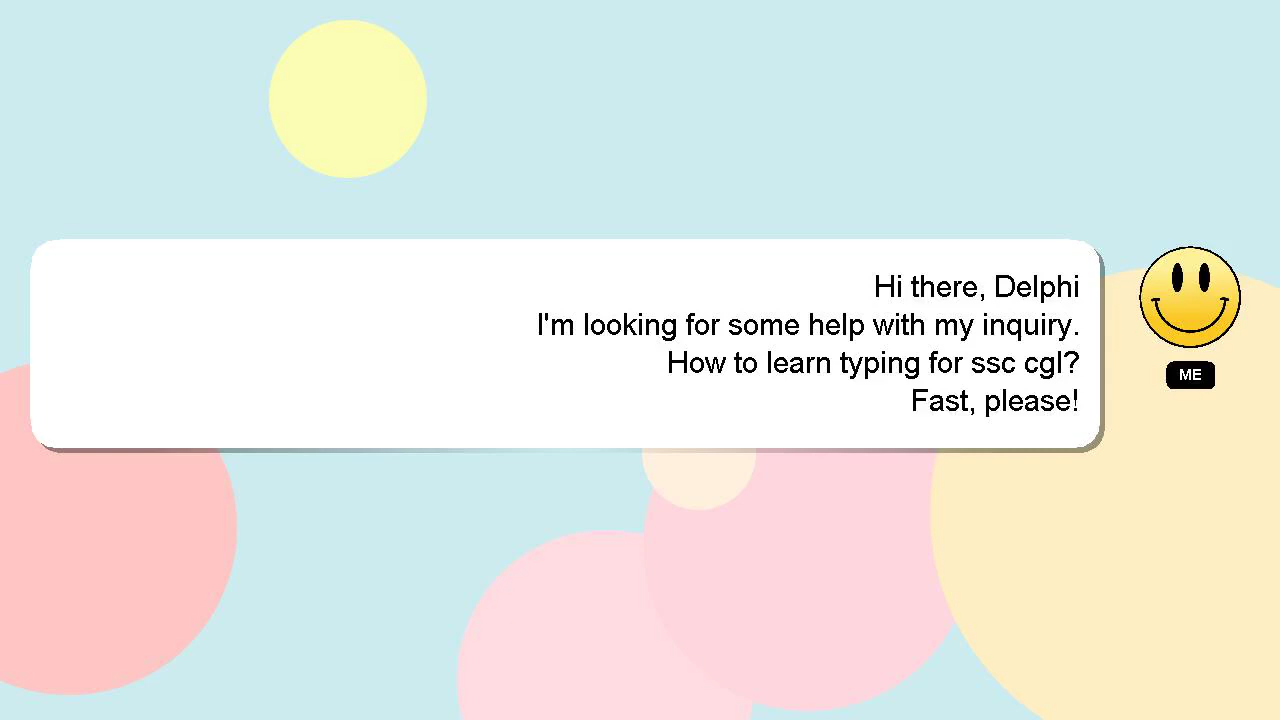 Hi there, Delphi
I'm looking for some help with my inquiry.
How to learn typing for ssc cgl?
Fast, please!
ME